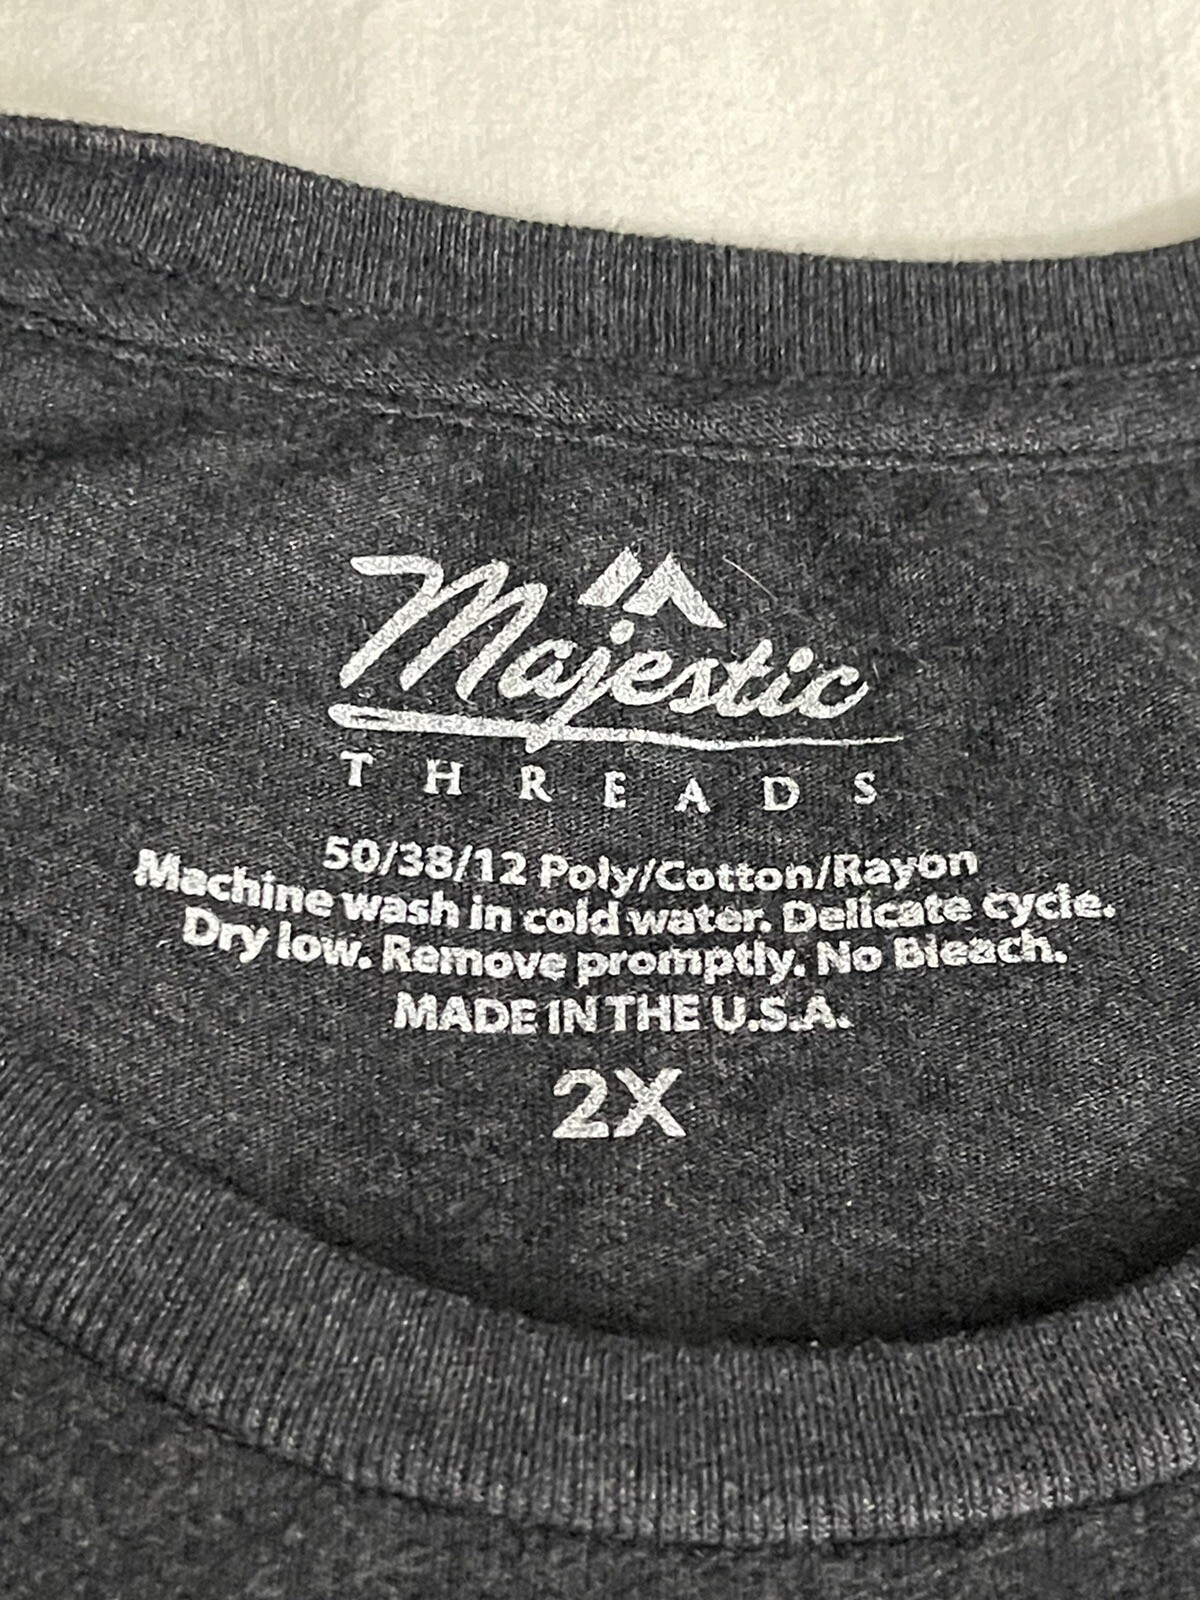 Majestic
THREADS
50/38/12 Poly/Cotton/Rayon
Machine wash in cold water. Delicate cycle.
Dry low. Remove promptly. No Bleach.
MADE IN THE U.S.A.
2X